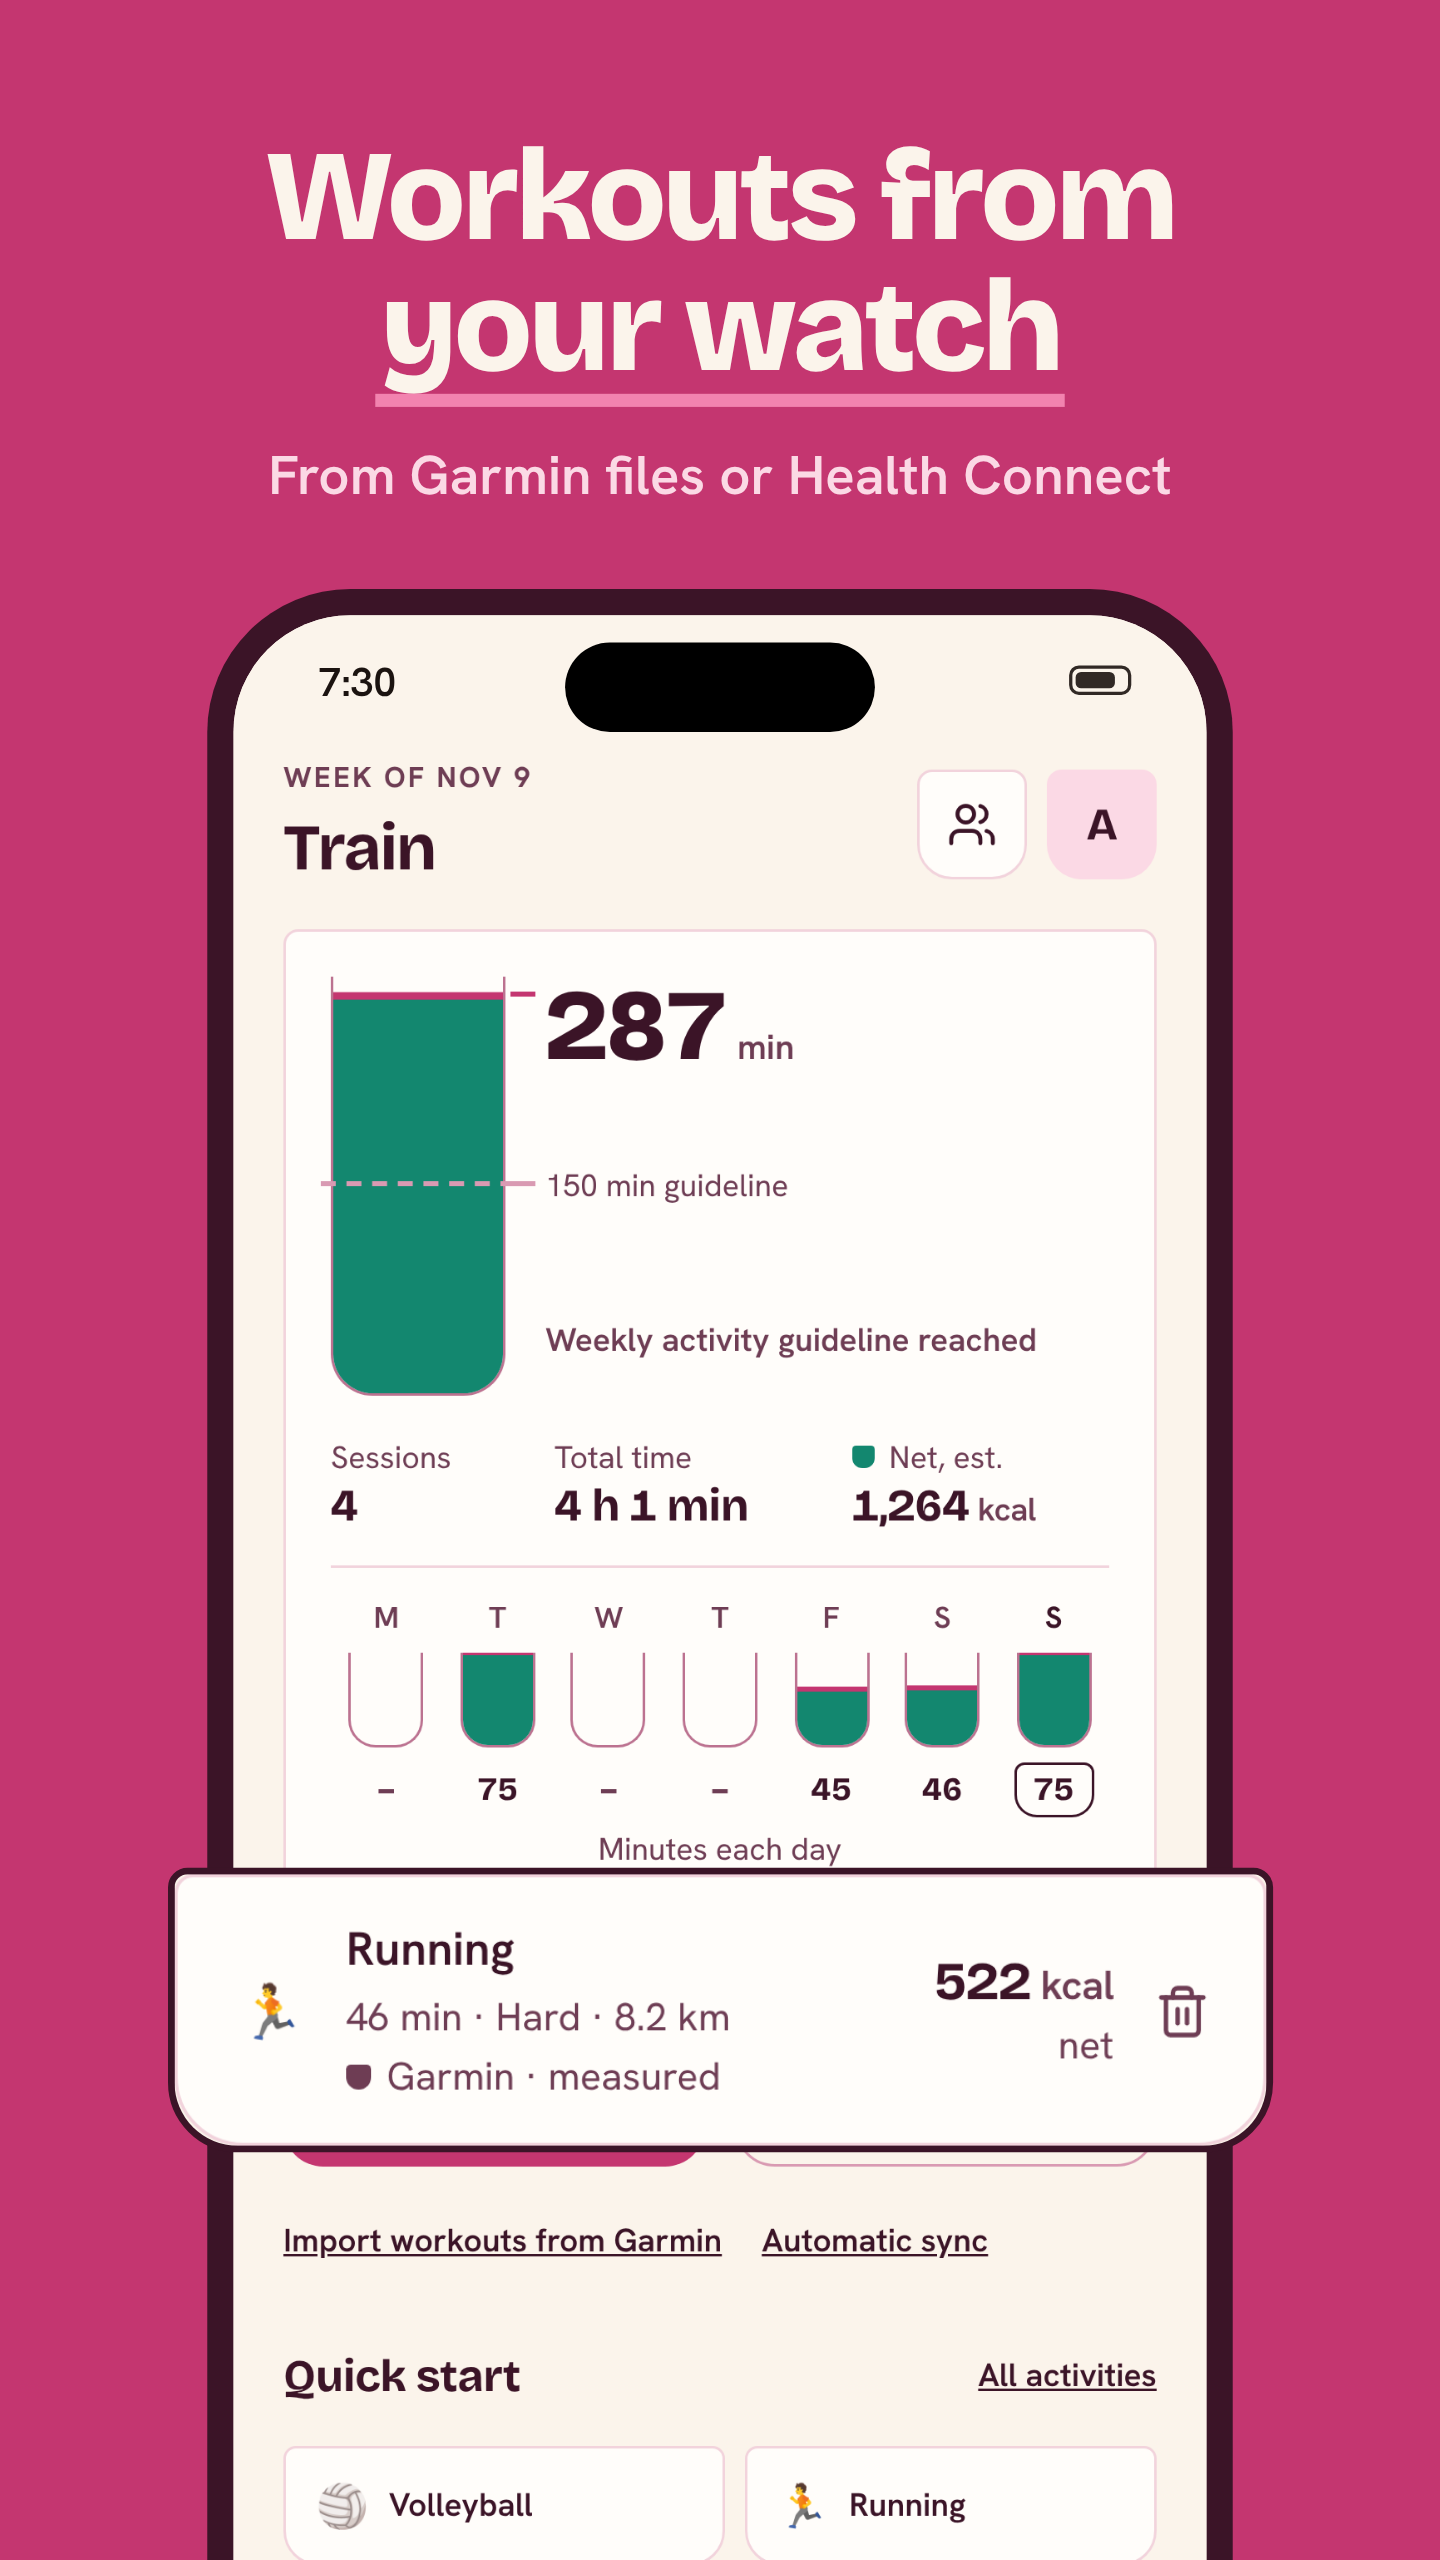 Workouts from
your watch
From Garmin files or Health Connect
7:30
WEEK OF NOV 9
Train
A
287 min
150 min guideline
Weekly activity guideline reached
Sessions
4
Total time
4 h 1 min
Net, est.
1,264 kcal
M T W T F S S
– 75 – – 45 46 75
Minutes each day
Running
46 min · Hard · 8.2 km
Garmin · measured
522 kcal
net
Import workouts from Garmin
Automatic sync
Quick start
All activities
Volleyball
Running